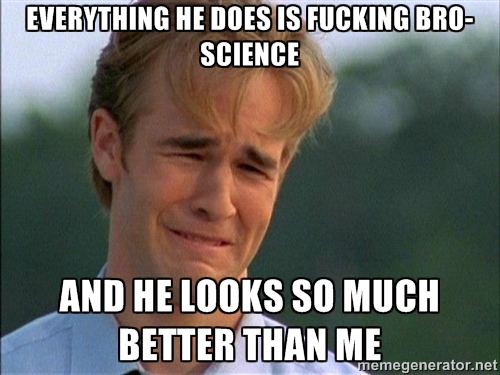 EVERYTHING HE DOES IS FUCKING BRO-
SCIENCE
AND HE LOOKS SO MUCH
BETTER THAN ME
memegenerator.net